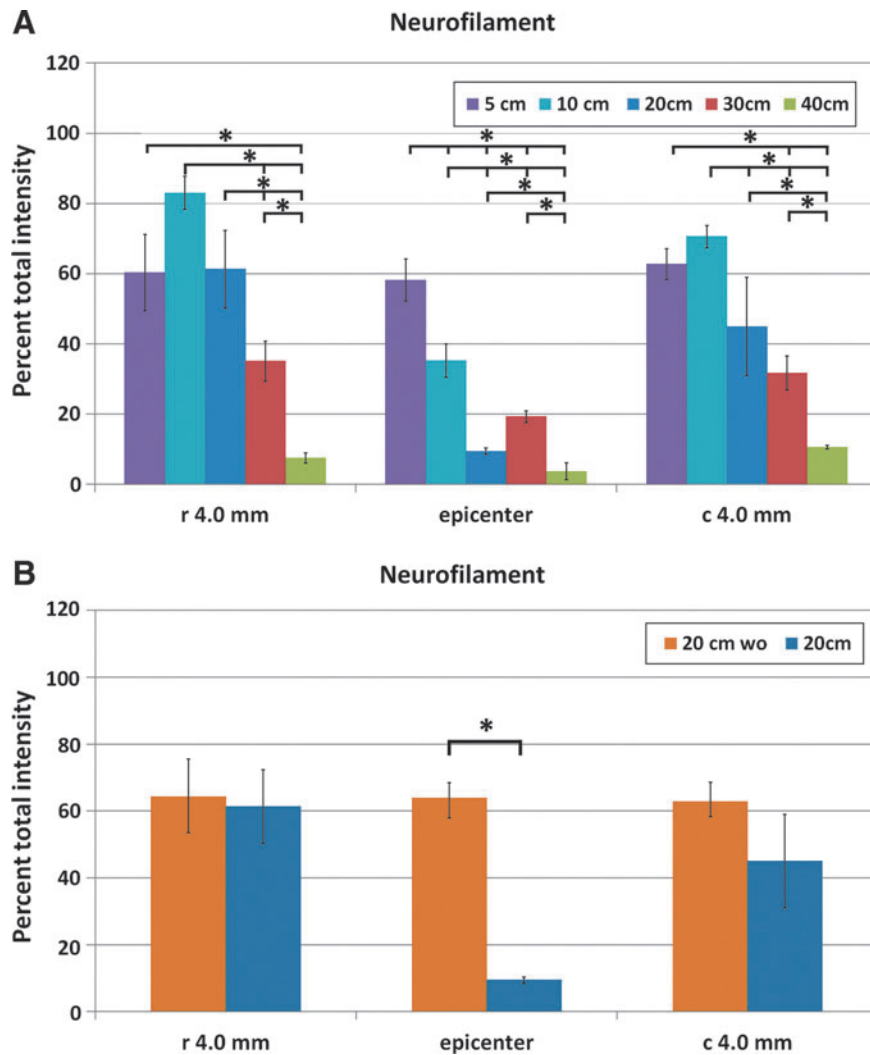 A
Neurofilament
Percent total intensity
120
100
80
60
40
20
0
5 cm 10 cm 20cm 30cm 40cm
* * *
* * *
* * *
* * *
r 4.0 mm epicenter c 4.0 mm
B
Neurofilament
Percent total intensity
120
100
80
60
40
20
0
20 cm wo 20cm
*
r 4.0 mm epicenter c 4.0 mm